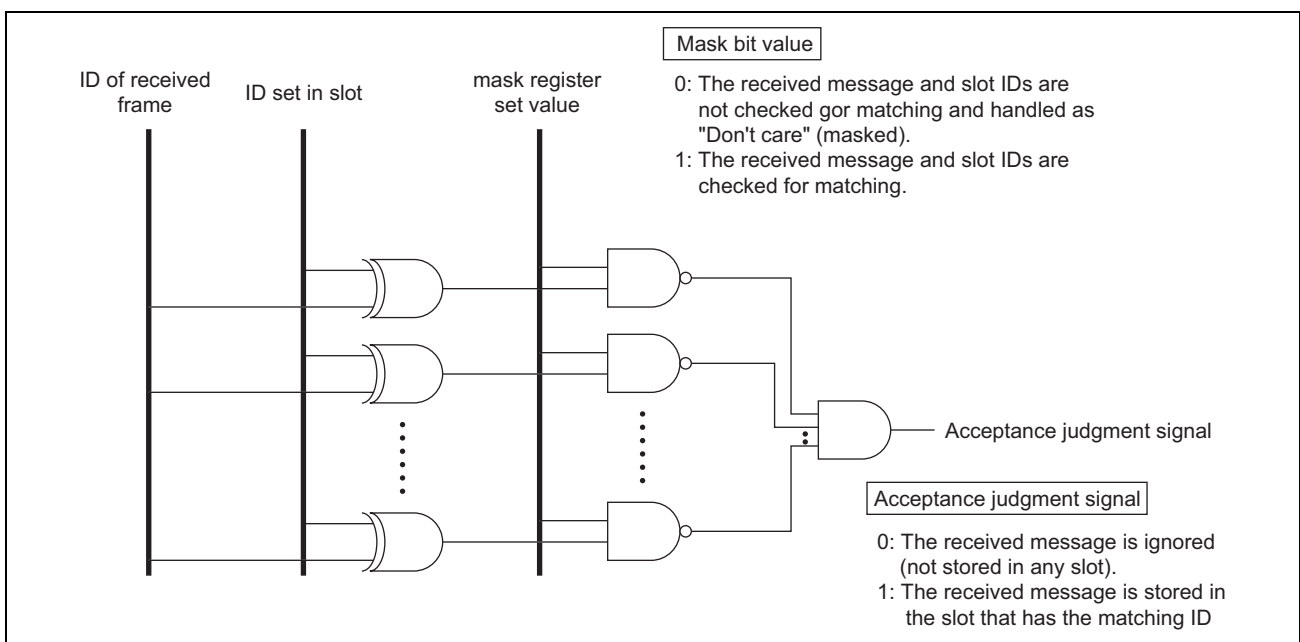 ID of received
frame
ID set in slot
mask register
set value
Mask bit value
0: The received message and slot IDs are
not checked gor matching and handled as
"Don't care" (masked).
1: The received message and slot IDs are
checked for matching.
Acceptance judgment signal
Acceptance judgment signal
0: The received message is ignored
(not stored in any slot).
1: The received message is stored in
the slot that has the matching ID